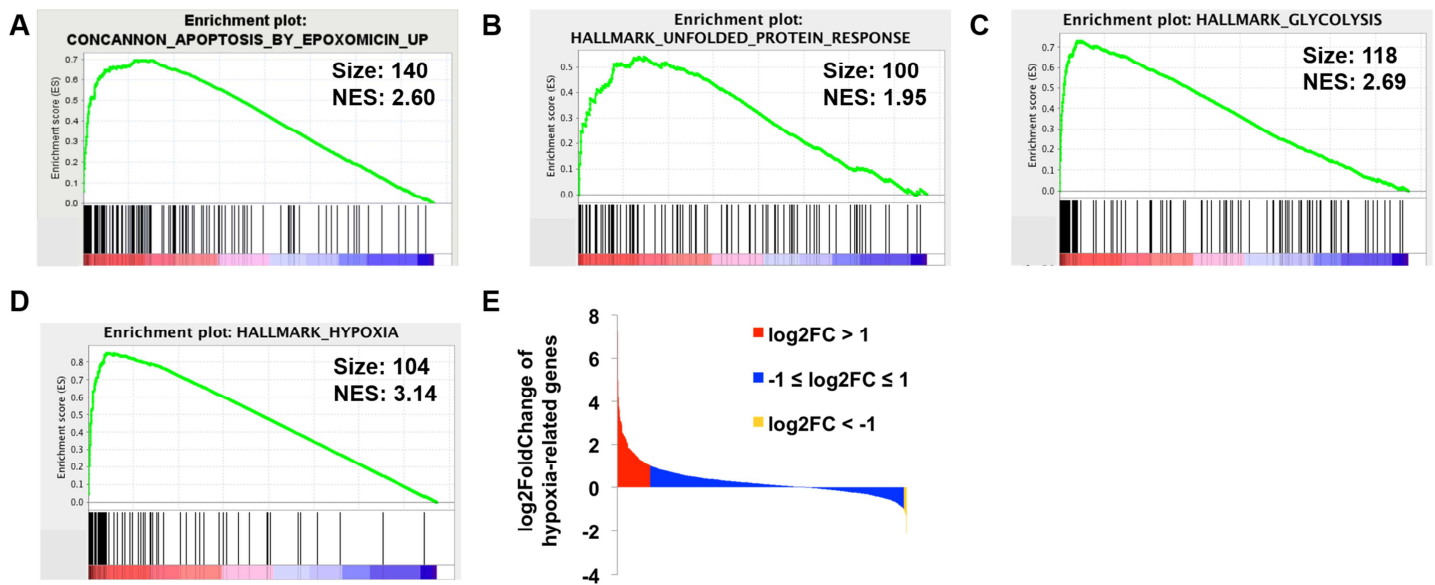 A
Enrichment plot:
CONCANNON_APOPTOSIS_BY_EPOXOMICIN_UP
Size: 140
NES: 2.60
Enrichment score (ES)
0.7
0.6
0.5
0.4
0.3
0.2
0.1
0.0
B
Enrichment plot:
HALLMARK_UNFOLDED_PROTEIN_RESPONSE
Size: 100
NES: 1.95
Enrichment score (ES)
0.5
0.4
0.3
0.2
0.1
0.0
C
Enrichment plot: HALLMARK_GLYCOLYSIS
Size: 118
NES: 2.69
Enrichment score (ES)
0.7
0.6
0.5
0.4
0.3
0.2
0.1
0.0
D
Enrichment plot: HALLMARK_HYPOXIA
Size: 104
NES: 3.14
Enrichment score (ES)
0.8
0.7
0.6
0.5
0.4
0.3
0.2
0.1
0.0
E
log2FoldChange of
hypoxia-related genes
8
6
4
2
0
-2
-4
log2FC > 1
-1 ≤ log2FC ≤ 1
log2FC < -1